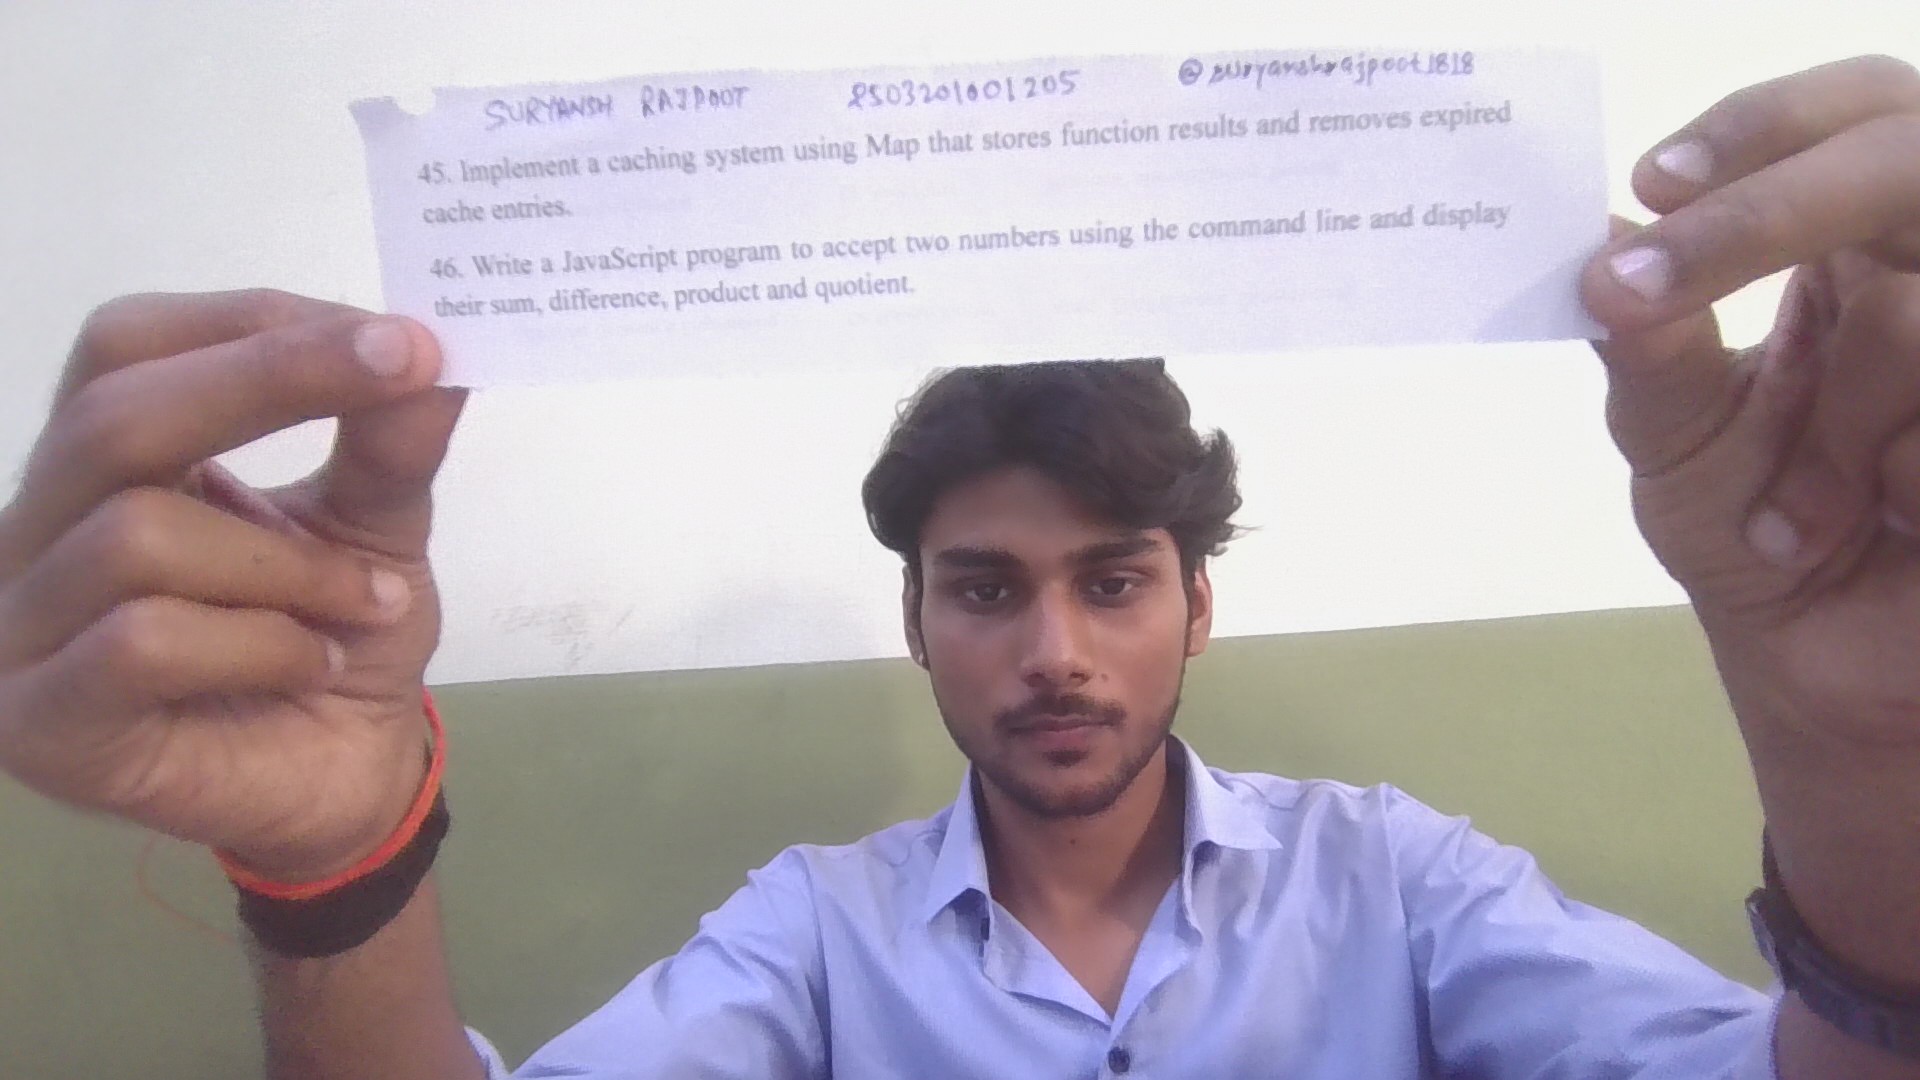 SURYANSH RAJPOOT 2503201001205 @suryanshrajpoot1818
45. Implement a caching system using Map that stores function results and removes expired
cache entries.
46. Write a JavaScript program to accept two numbers using the command line and display
their sum, difference, product and quotient.